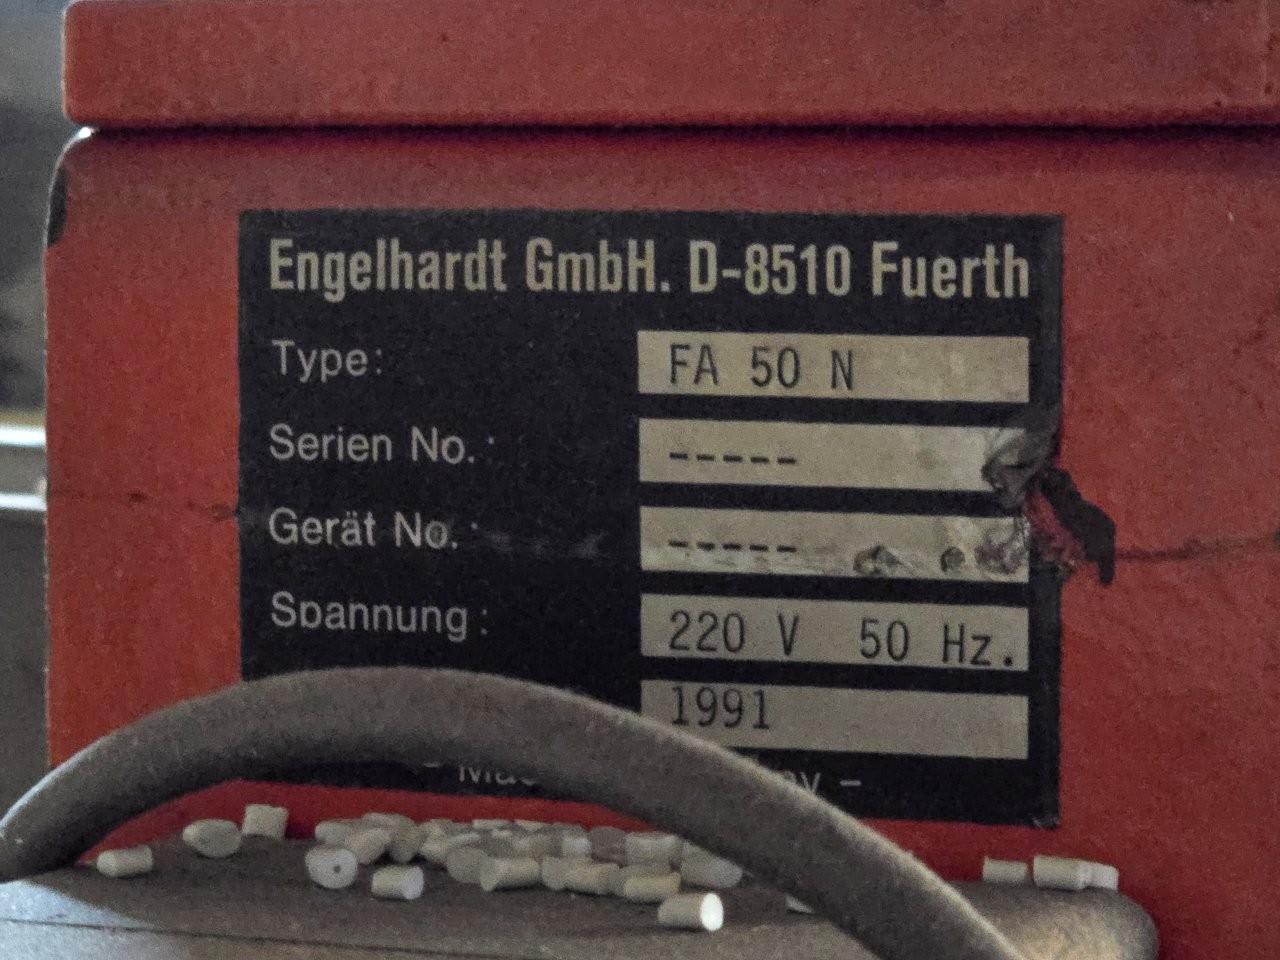 Engelhardt GmbH. D-8510 Fuerth
Type: FA 50 N
Serien No.: -----
Gerät No.: -----
Spannung: 220 V 50 Hz.
1991
-